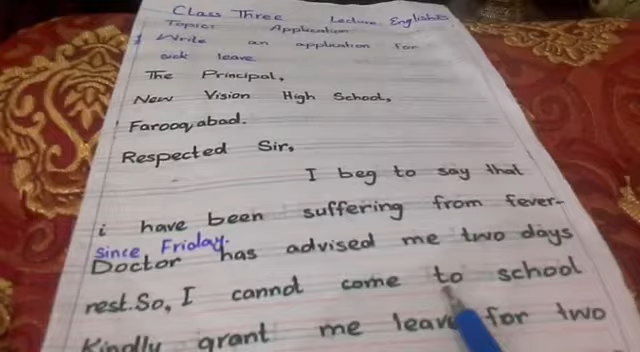 Class Three Lecture English
Topic: Application
Write an application for
sick leave
The Principal,
New Vision High School,
Farooqabad.
Respected Sir,
I beg to say that
i have been suffering from fever-
since Friday.
Doctor has advised me two days
rest. So, I cannot come to school
Kindly grant me leave for two